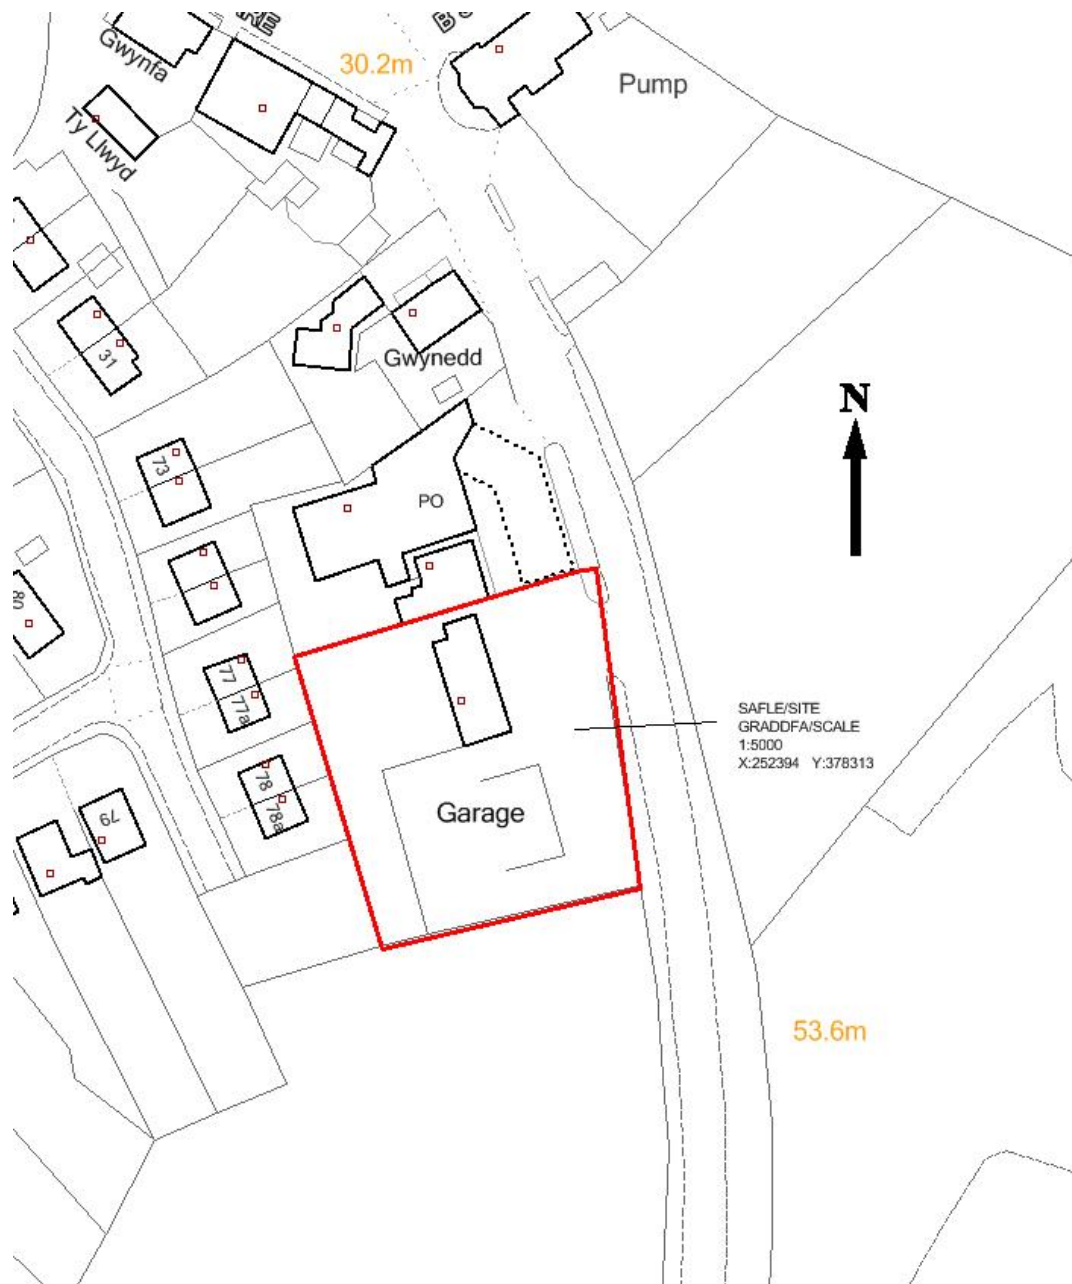 30.2m
Gwynfa
Pump
Ty Llwyd
31
Gwynedd
N
73
PO
80
77
77a
SAFLE/SITE
GRADDFA/SCALE
1:5000
X:252394 Y:378313
78
78a
79
Garage
53.6m